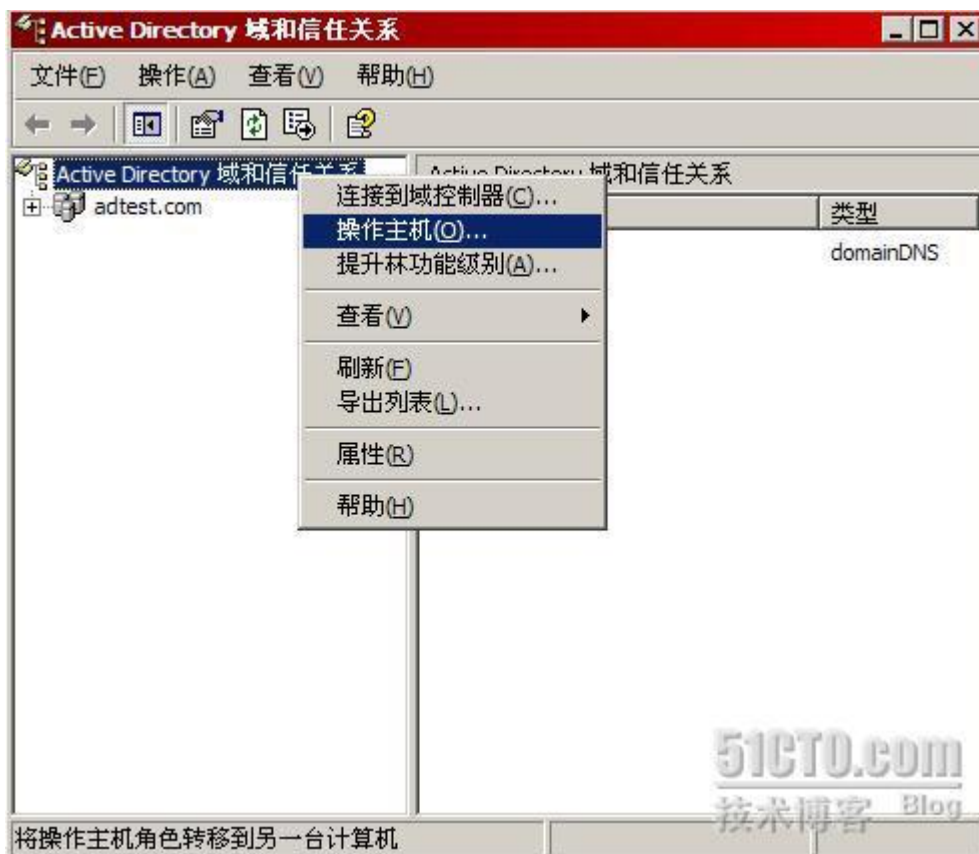 Active Directory 域和信任关系
文件(F) 操作(A) 查看(V) 帮助(H)
Active Directory 域和信任关系
adtest.com
Active Directory 域和信任关系
类型
domainDNS
连接到域控制器(C)...
操作主机(O)...
提升林功能级别(A)...
查看(V)
刷新(F)
导出列表(L)...
属性(R)
帮助(H)
51CTO.com
技术博客 Blog
将操作主机角色转移到另一台计算机